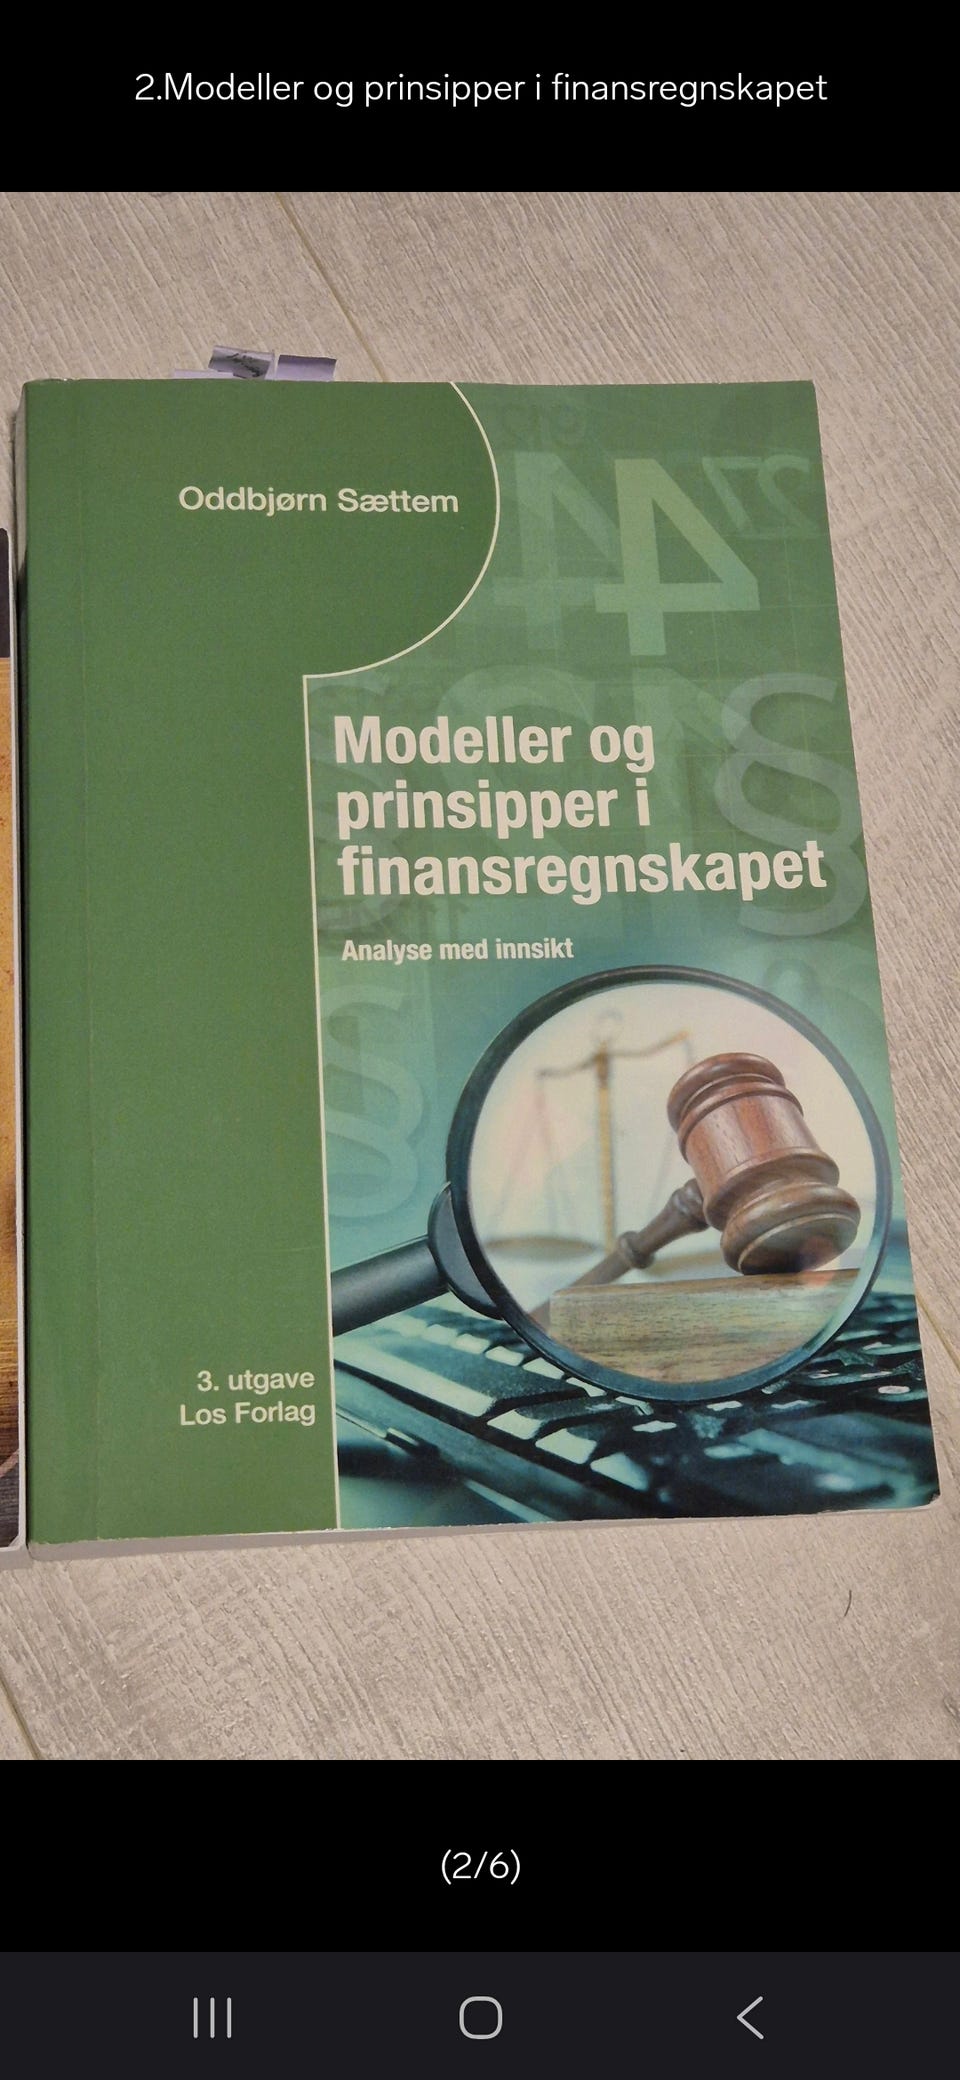 2.Modeller og prinsipper i finansregnskapet
Oddbjørn Sættem
Modeller og
prinsipper i
finansregnskapet
Analyse med innsikt
3. utgave
Los Forlag
(2/6)